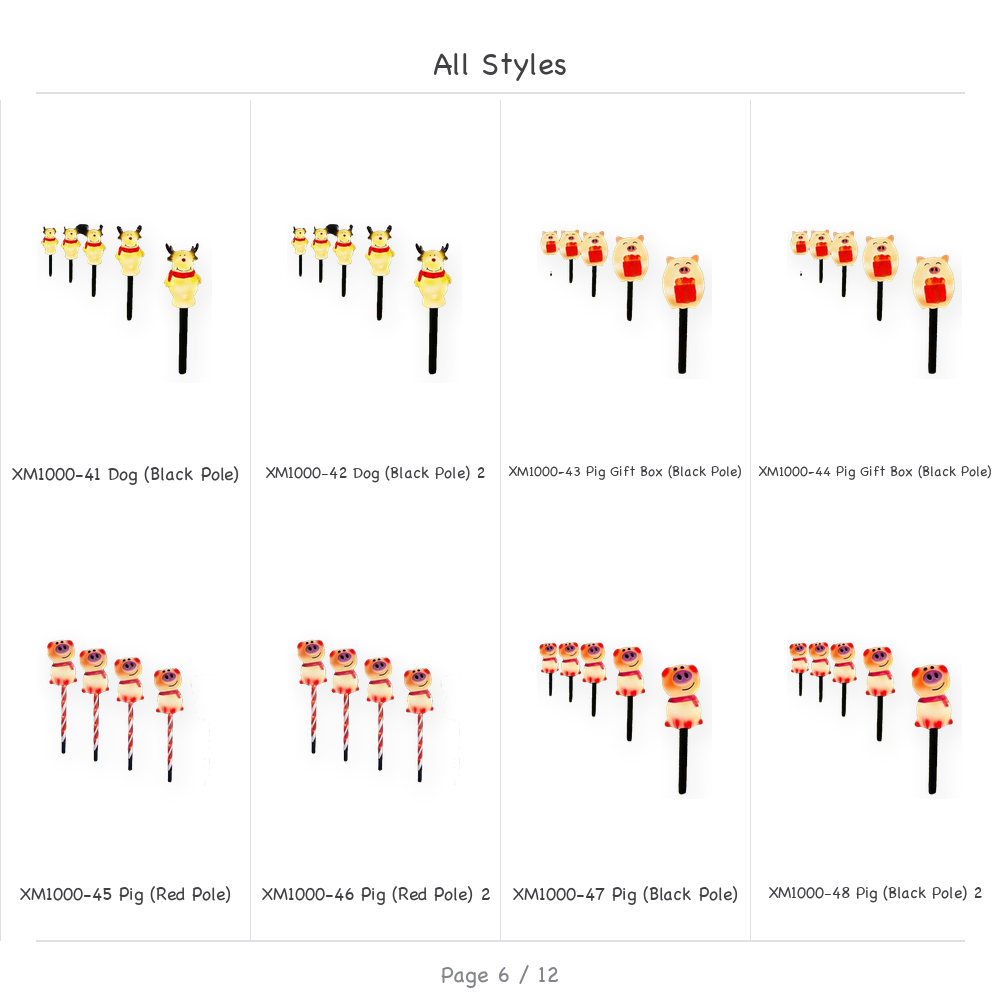 All Styles
XM1000-41 Dog (Black Pole)
XM1000-42 Dog (Black Pole) 2
XM1000-43 Pig Gift Box (Black Pole)
XM1000-44 Pig Gift Box (Black Pole)
XM1000-45 Pig (Red Pole)
XM1000-46 Pig (Red Pole) 2
XM1000-47 Pig (Black Pole)
XM1000-48 Pig (Black Pole) 2
Page 6 / 12